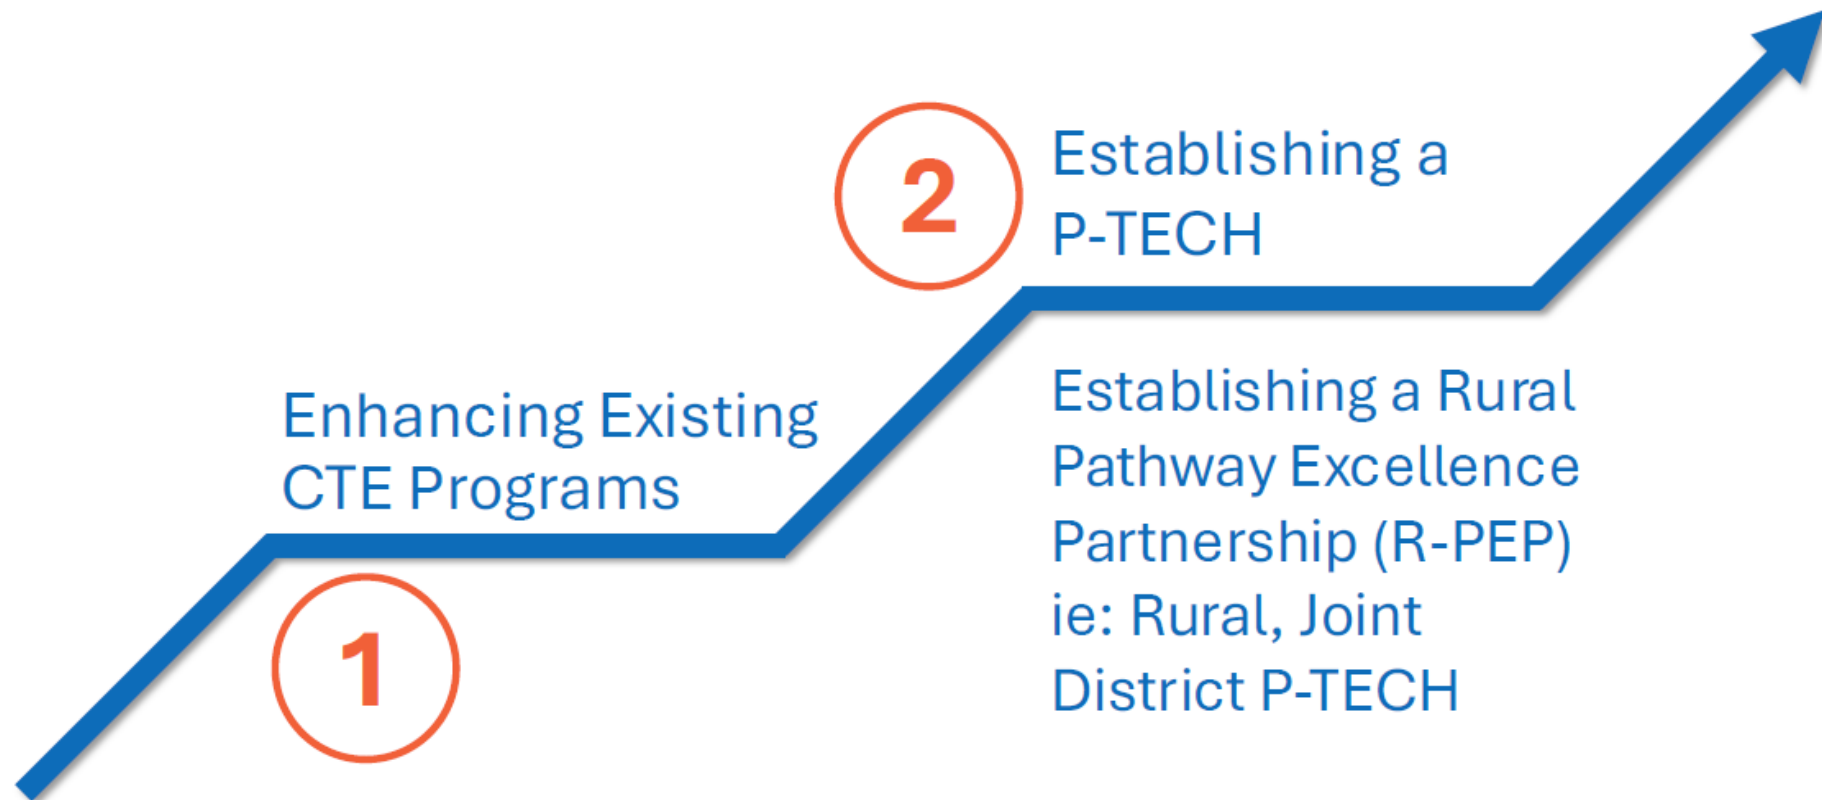 Enhancing Existing
CTE Programs
1
2
Establishing a
P-TECH
Establishing a Rural
Pathway Excellence
Partnership (R-PEP)
ie: Rural, Joint
District P-TECH